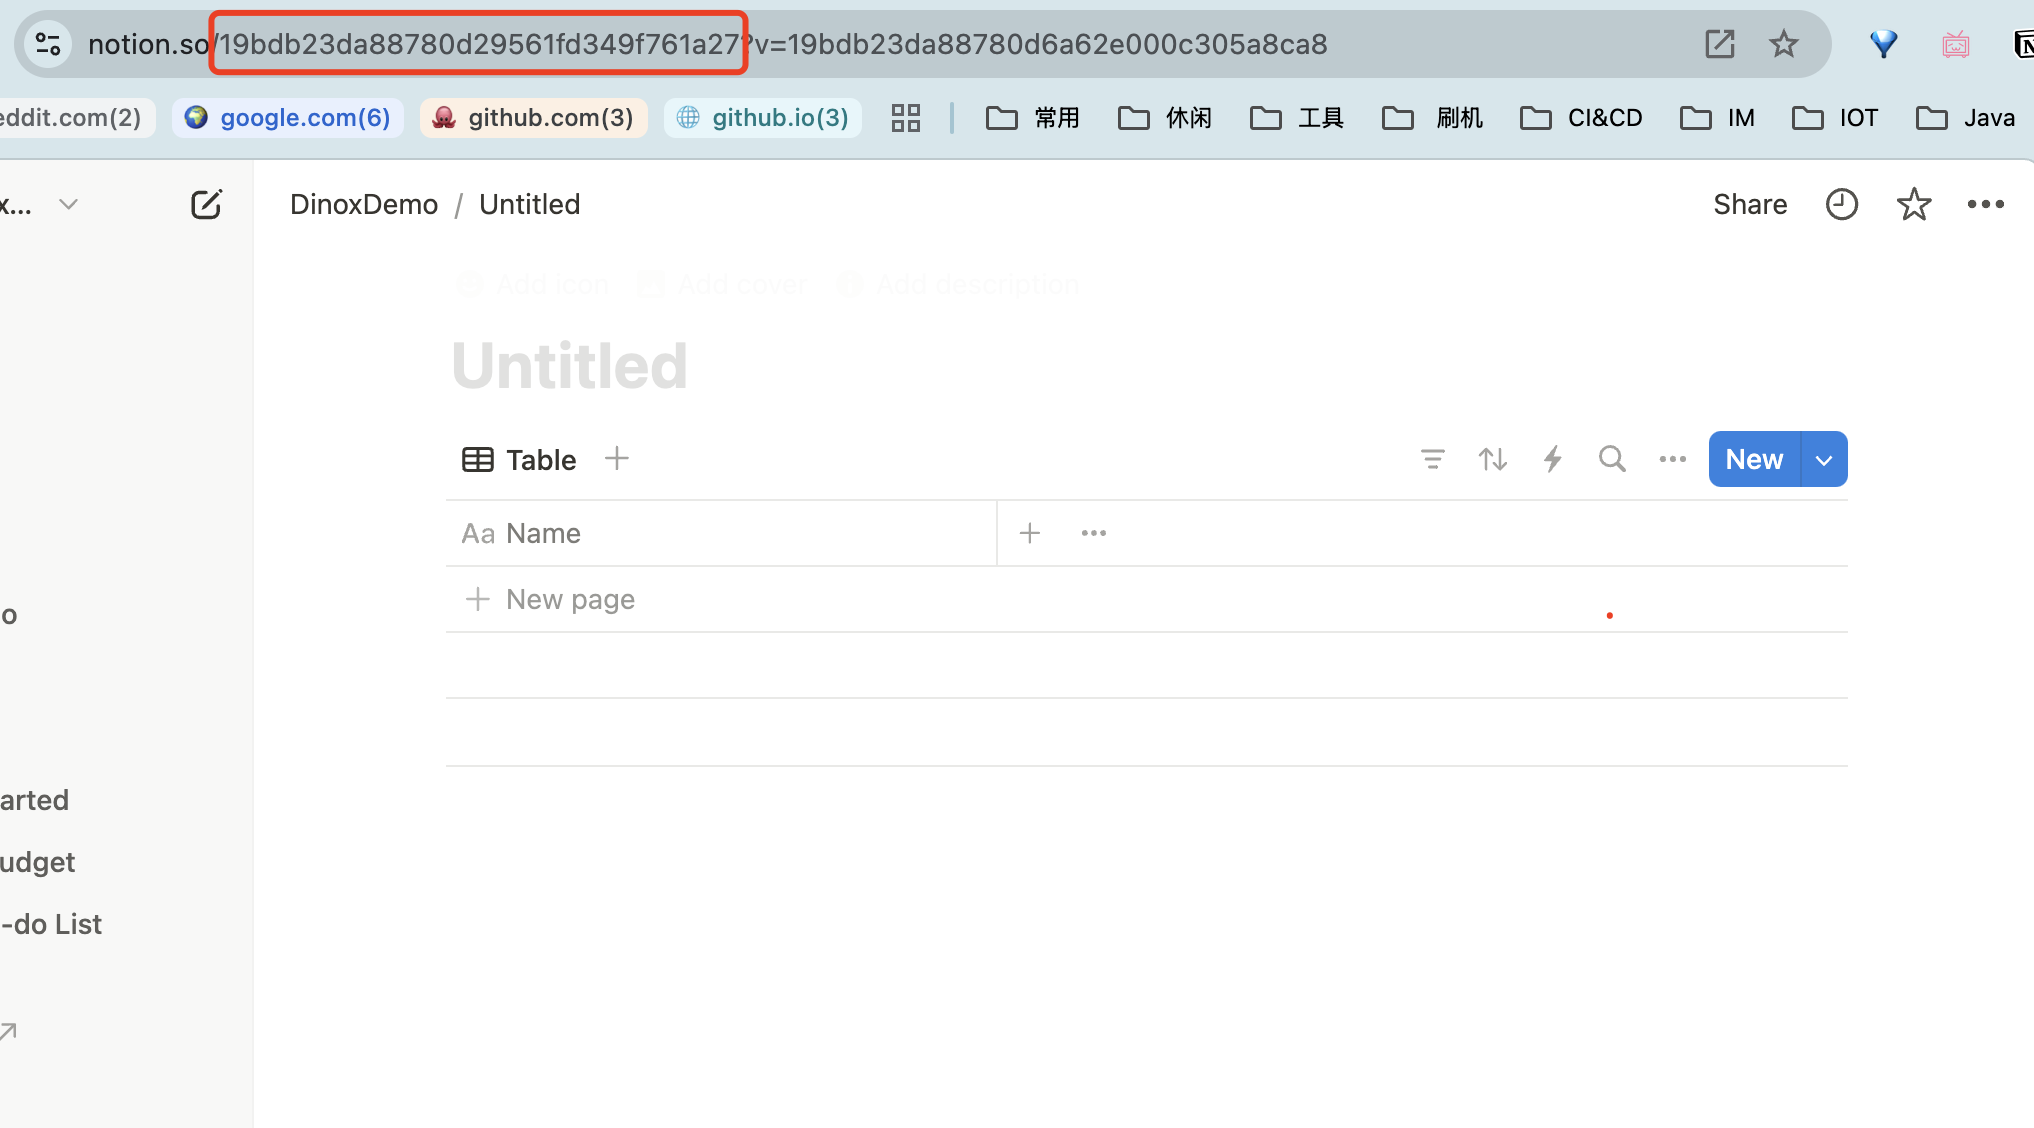 notion.so/19bdb23da88780d29561fd349f761a27?v=19bdb23da88780d6a62e000c305a8ca8
eddit.com(2) google.com(6) github.com(3) github.io(3) 常用 休闲 工具 刷机 CI&CD IM IOT Java
x... DinoxDemo / Untitled Share
Add icon Add cover Add description
Untitled
Table New
Aa Name
New page
o
arted
udget
-do List